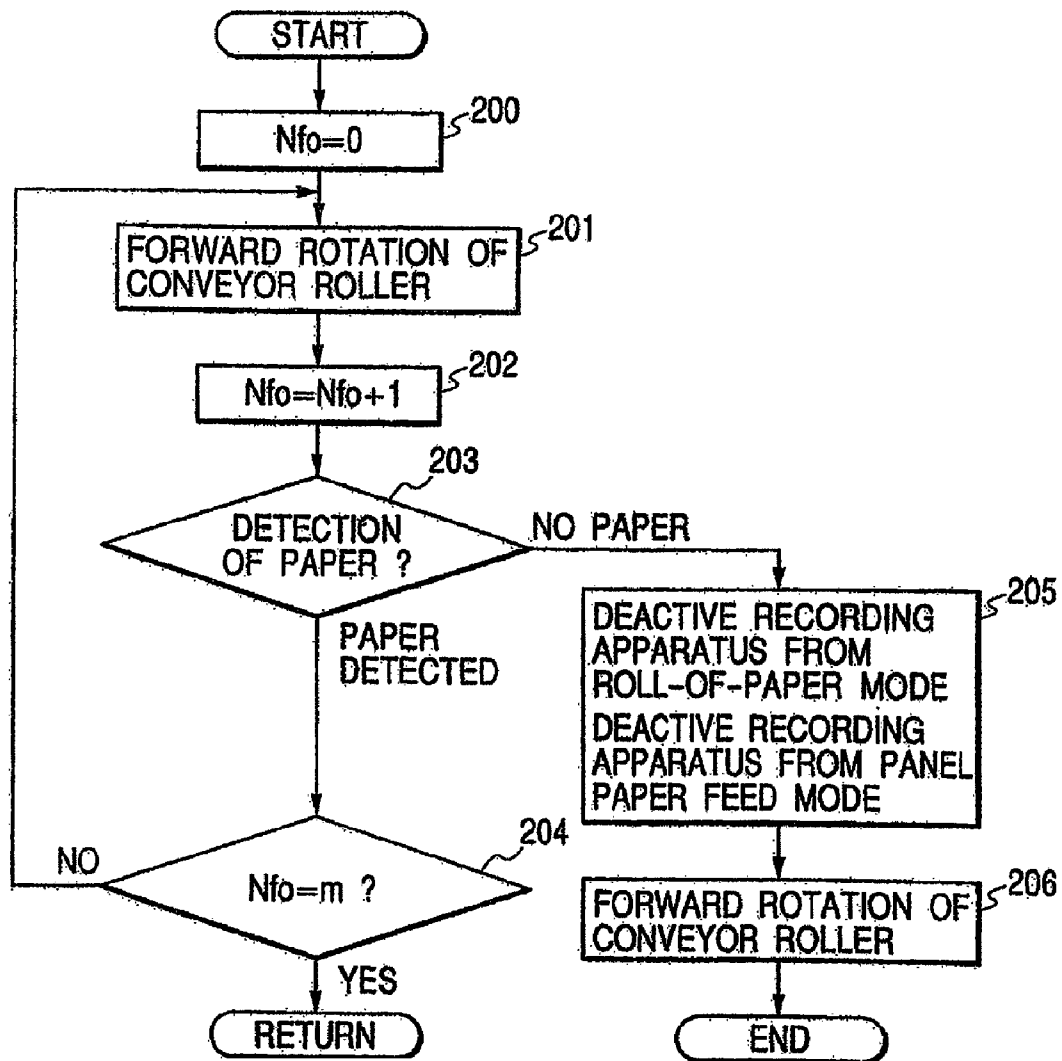 START
200
Nfo=0
201
FORWARD ROTATION OF
CONVEYOR ROLLER
202
Nfo=Nfo+1
203
DETECTION
OF PAPER ?
NO PAPER
PAPER
DETECTED
205
DEACTIVE RECORDING
APPARATUS FROM
ROLL-OF-PAPER MODE
DEACTIVE RECORDING
APPARATUS FROM PANEL
PAPER FEED MODE
204
NO
Nfo=m ?
YES
RETURN
206
FORWARD ROTATION OF
CONVEYOR ROLLER
END